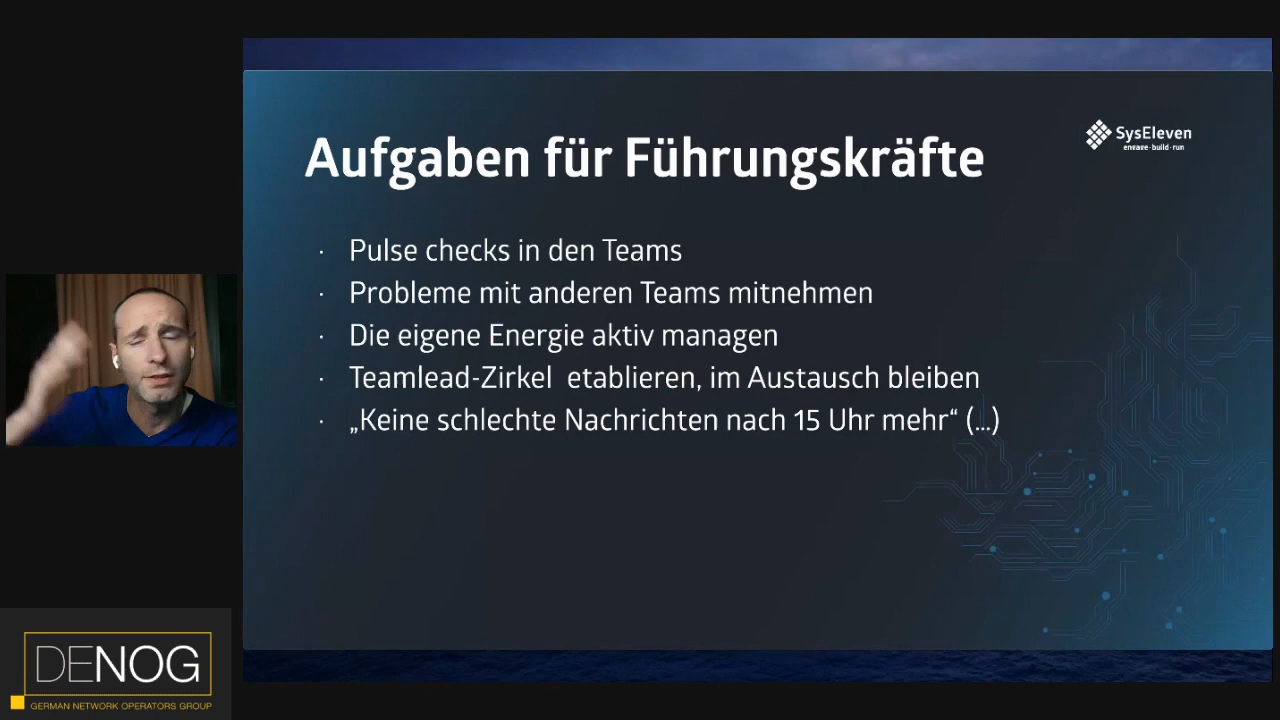 Aufgaben für Führungskräfte
SysEleven
engage · build · run
· Pulse checks in den Teams
· Probleme mit anderen Teams mitnehmen
· Die eigene Energie aktiv managen
· Teamlead-Zirkel etablieren, im Austausch bleiben
· „Keine schlechte Nachrichten nach 15 Uhr mehr“ (...)
DENOG
GERMAN NETWORK OPERATORS GROUP